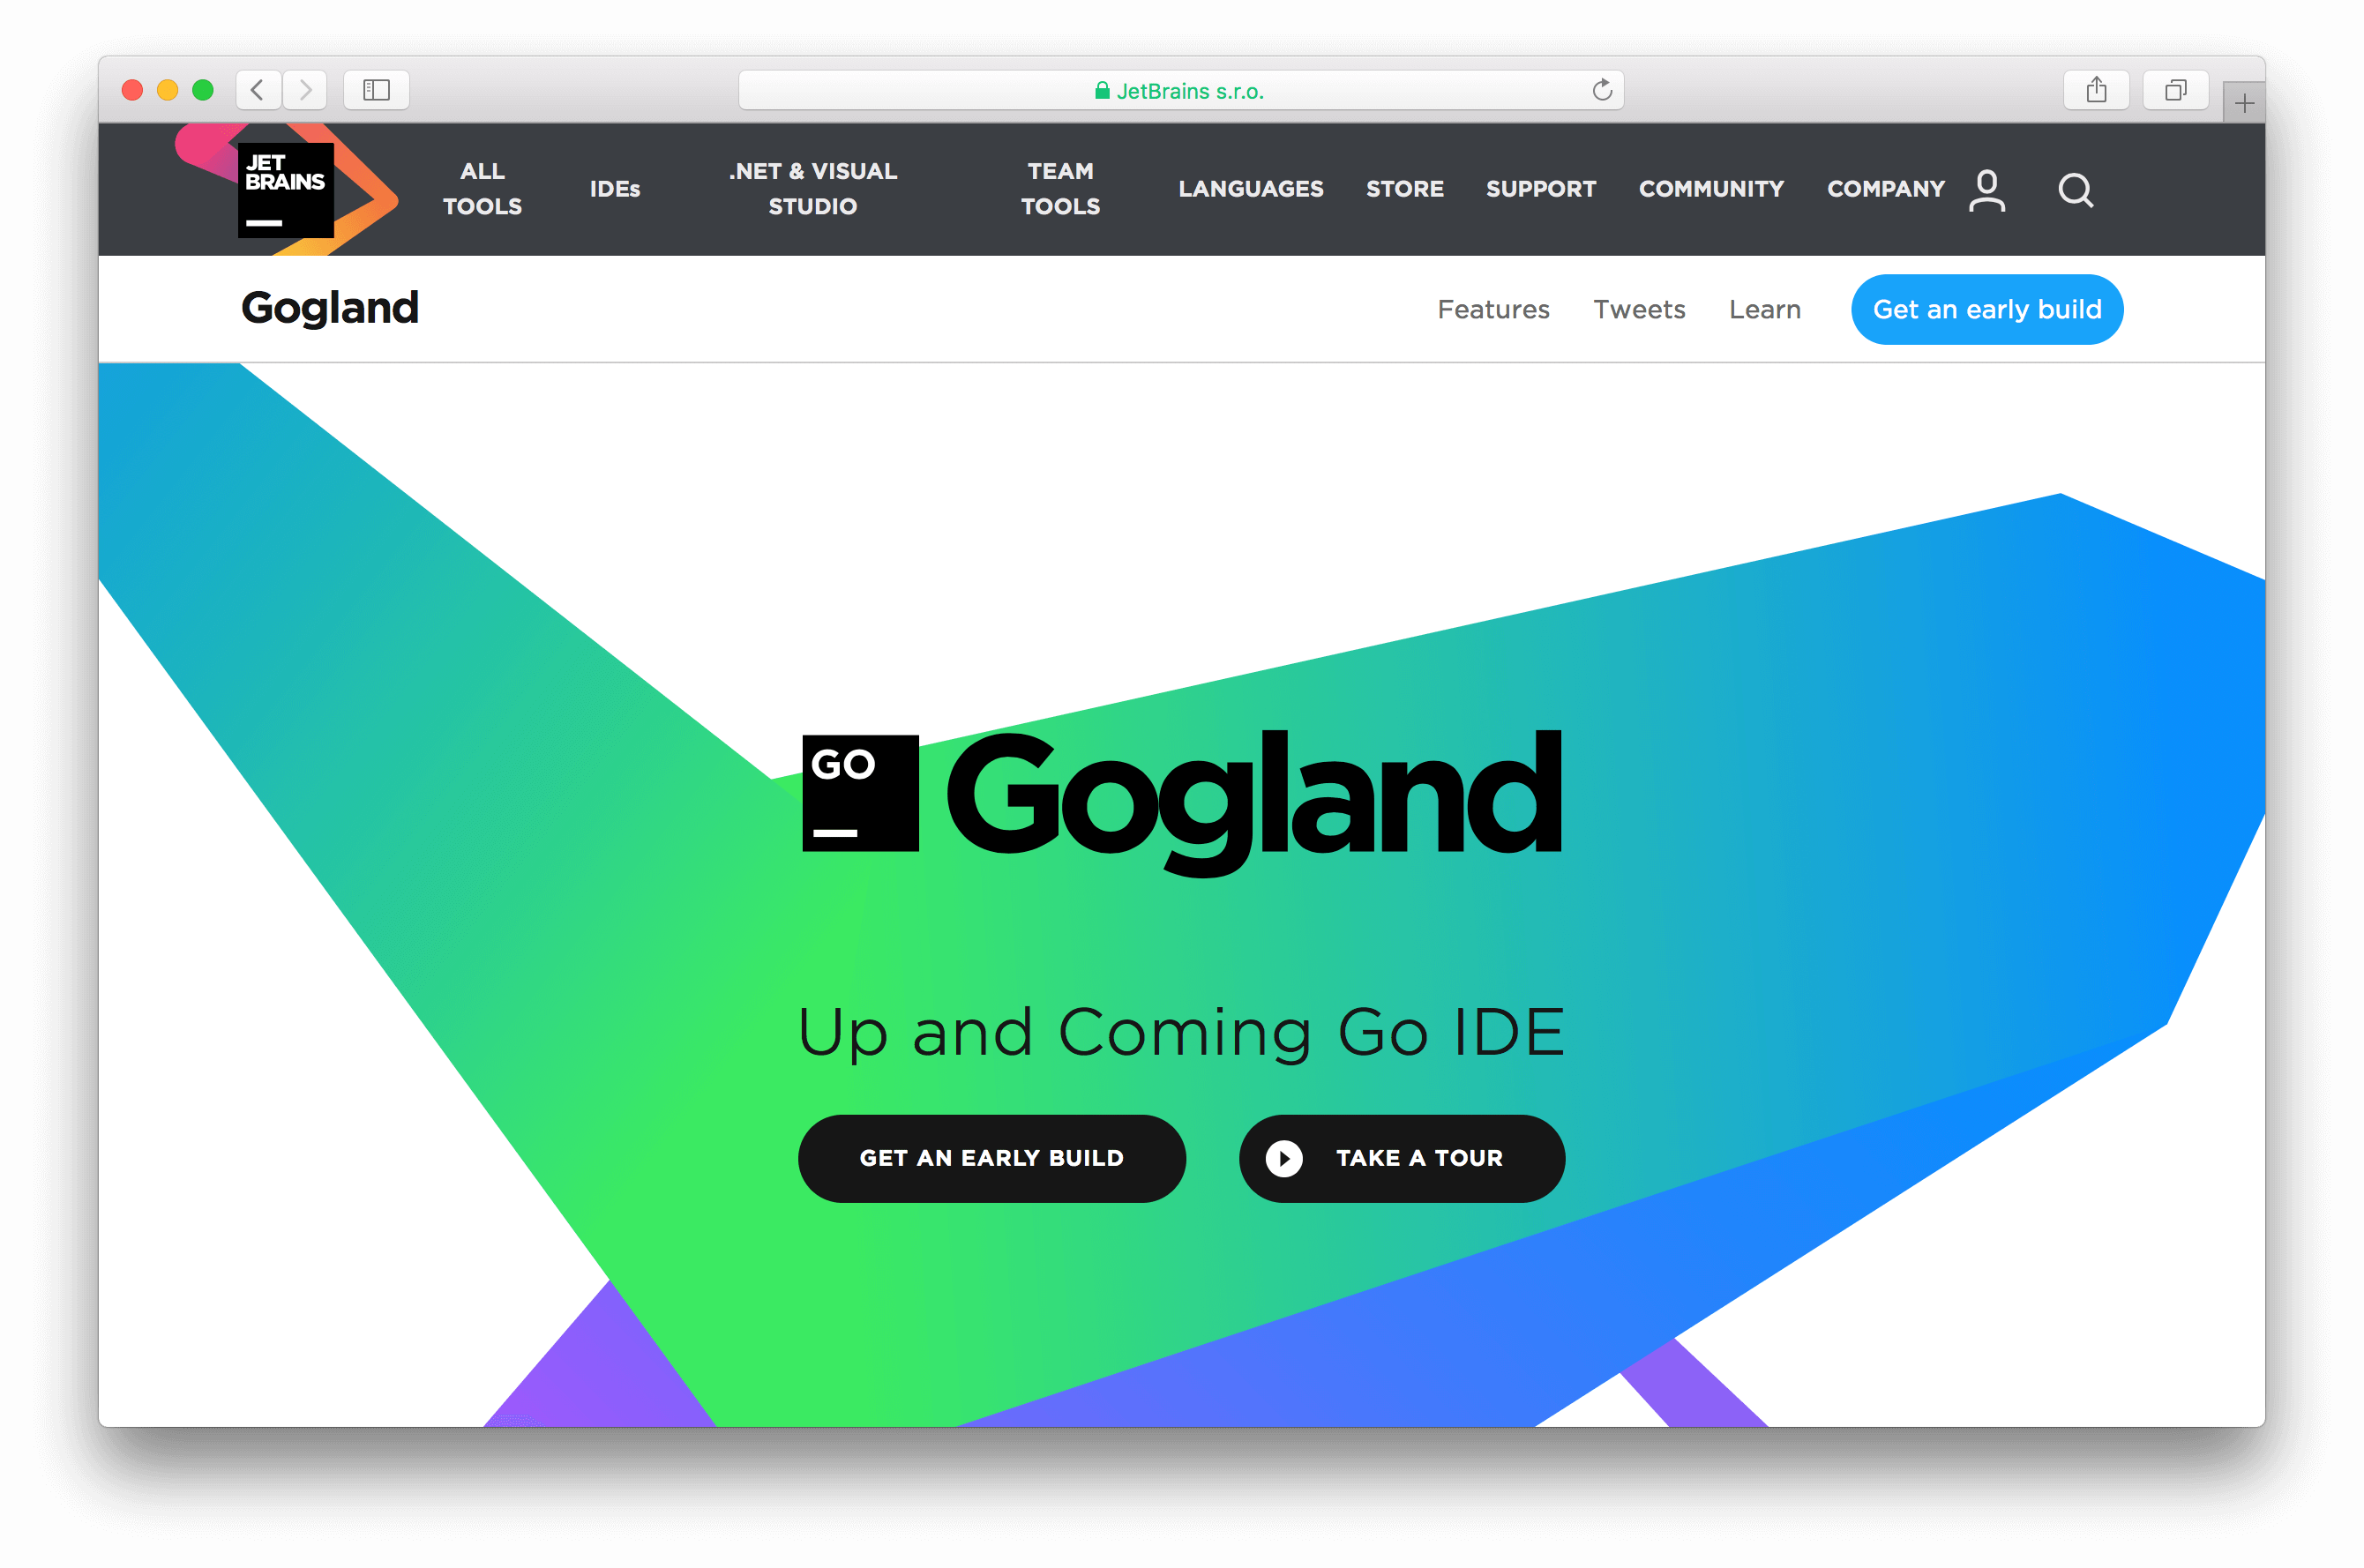 JetBrains s.r.o.
JET
BRAINS
ALL
TOOLS
IDEs
.NET & VISUAL
STUDIO
TEAM
TOOLS
LANGUAGES
STORE
SUPPORT
COMMUNITY
COMPANY
Gogland
Features
Tweets
Learn
Get an early build
GO
Gogland
Up and Coming Go IDE
GET AN EARLY BUILD
TAKE A TOUR